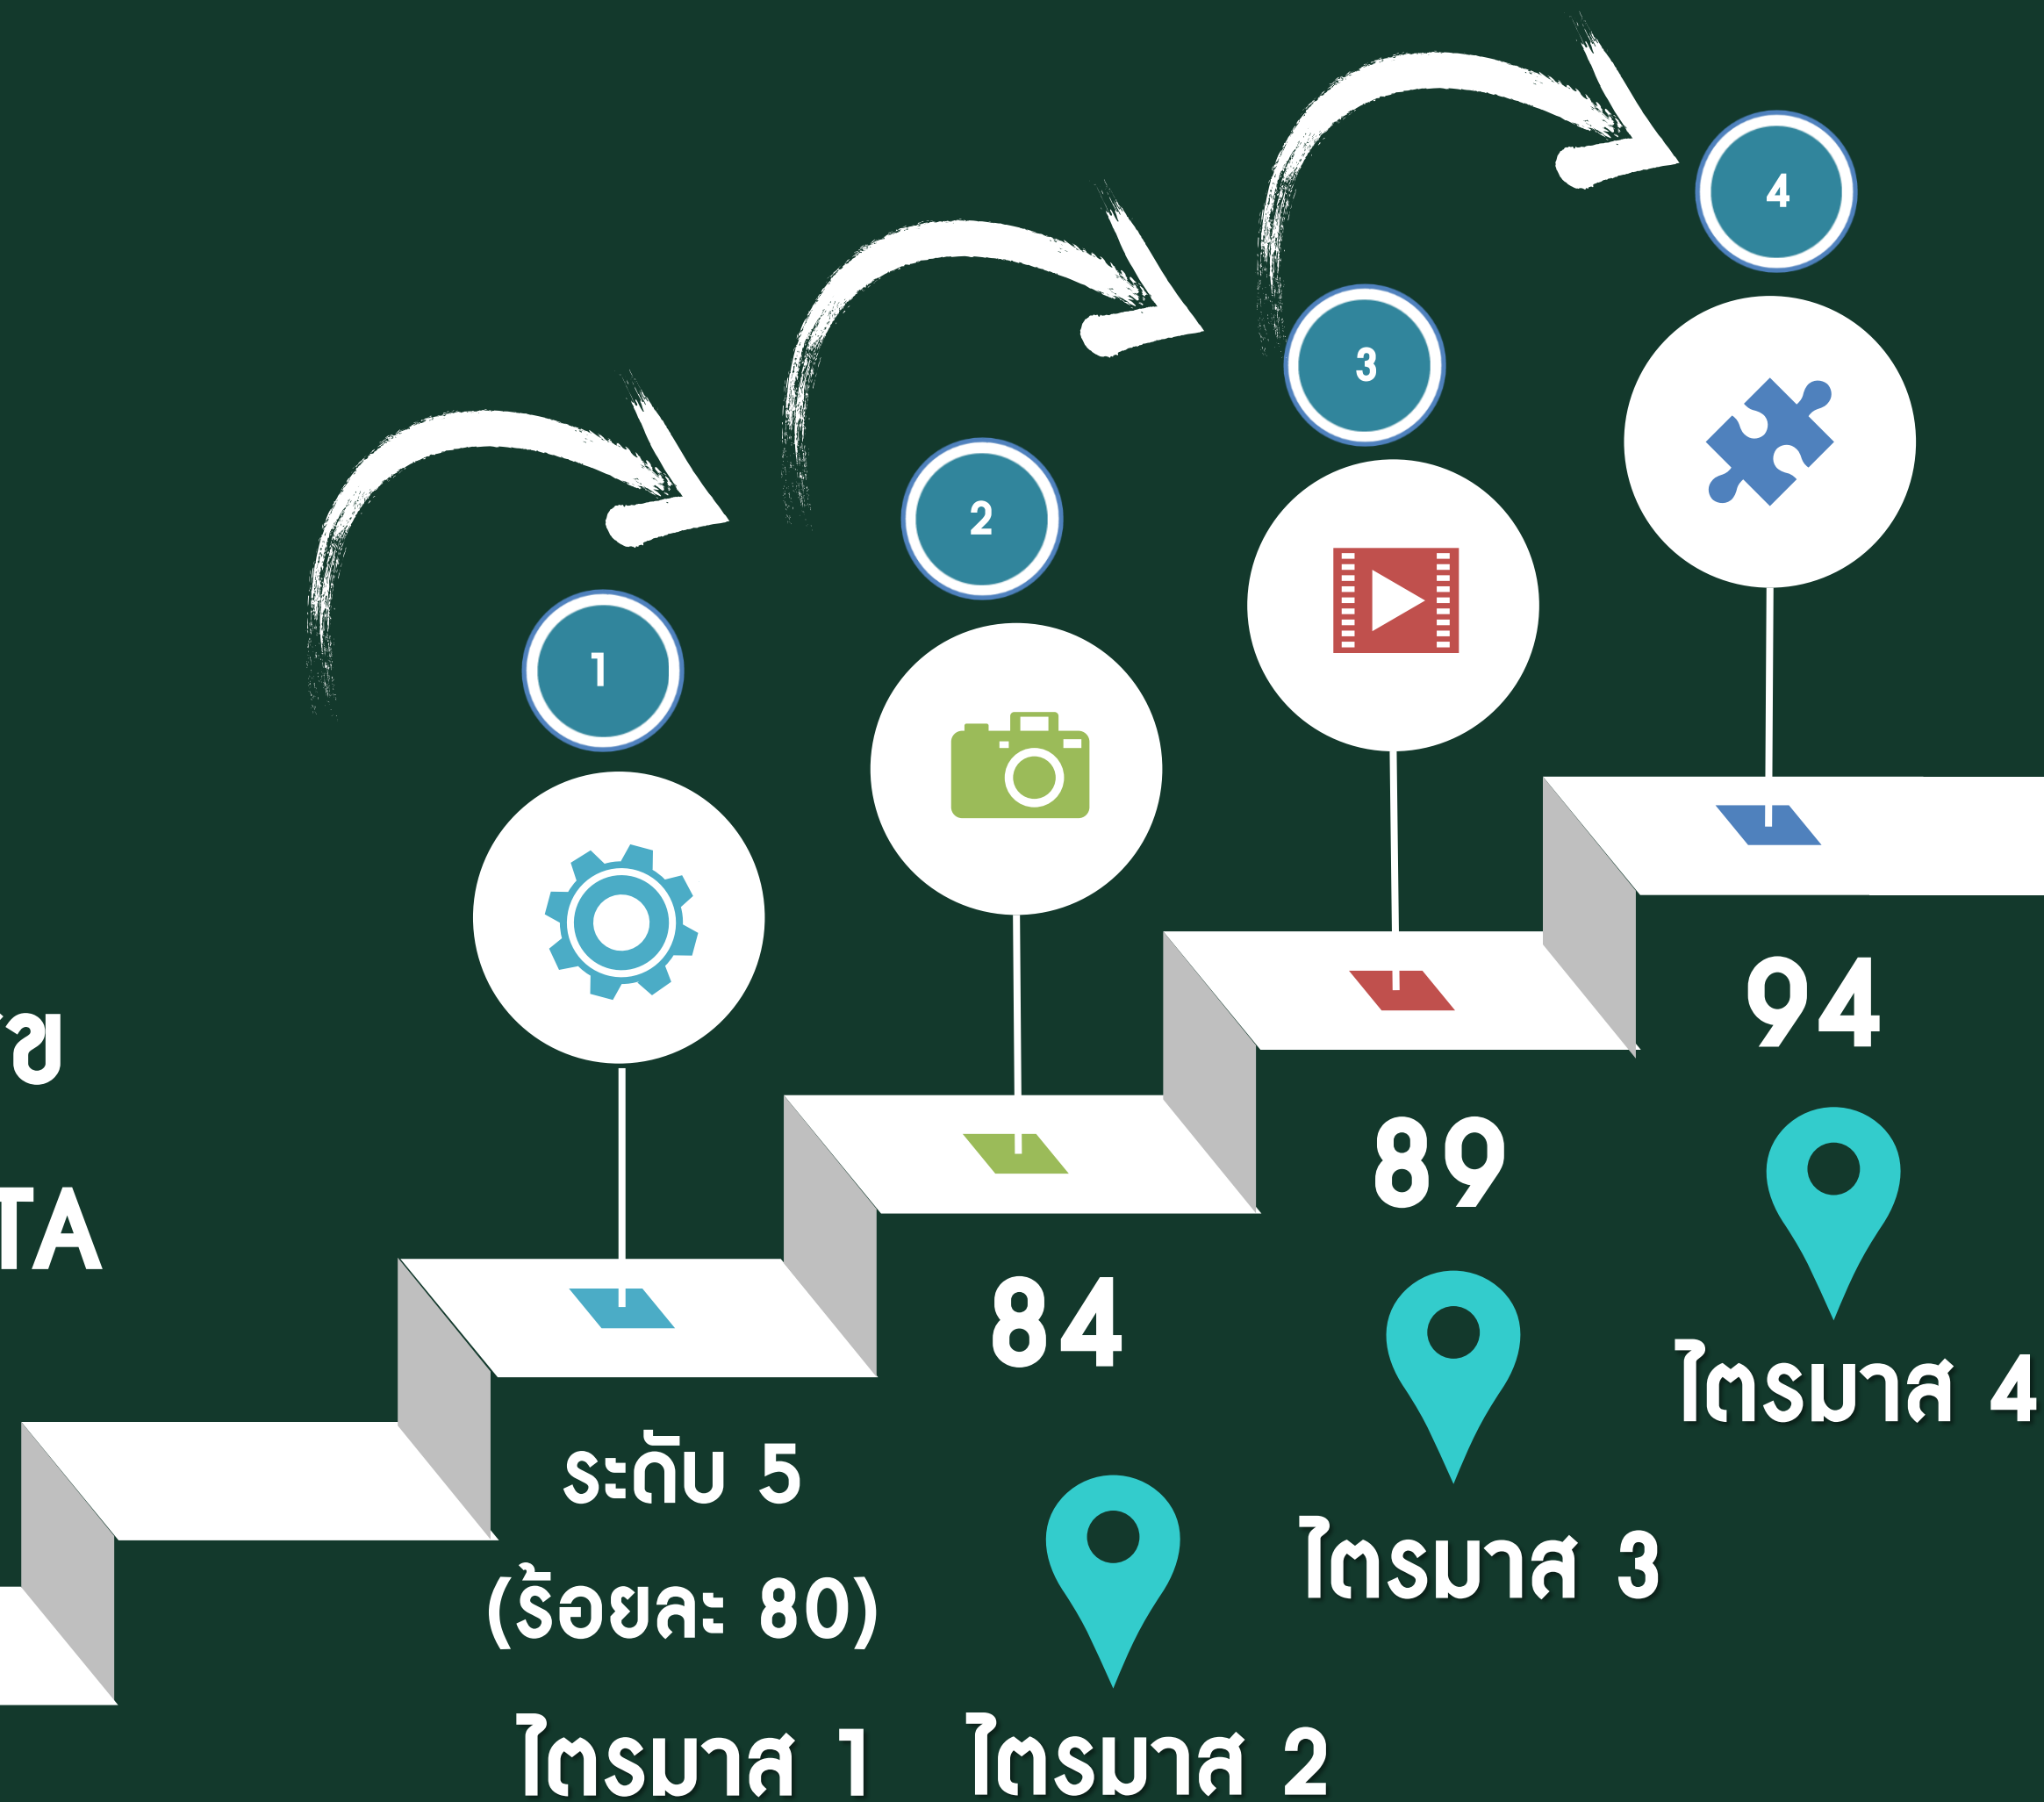 4
3
2
1
94
89
84
TA
ระดับ 5
(ร้อยละ 80)
ไตรมาส 4
ไตรมาส 3
ไตรมาส 1
ไตรมาส 2